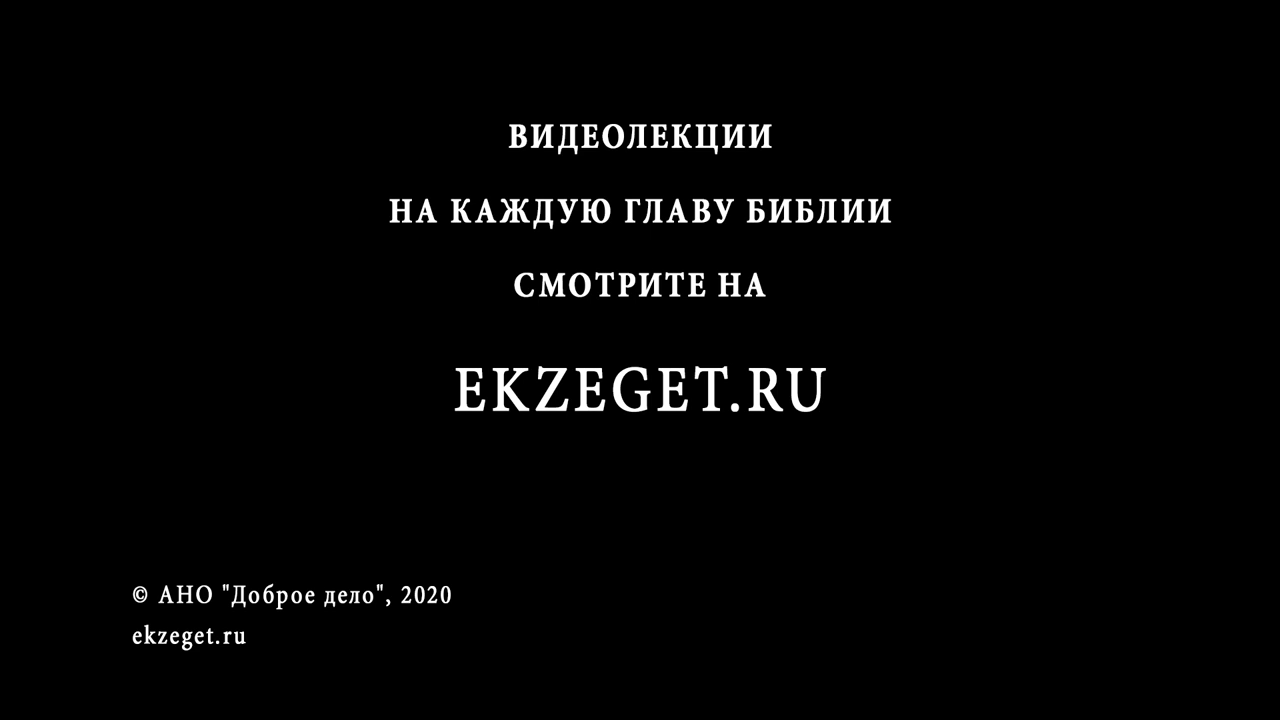 ВИДЕОЛЕКЦИИ
НА КАЖДУЮ ГЛАВУ БИБЛИИ
СМОТРИТЕ НА
EKZEGET.RU
© АНО "Доброе дело", 2020
ekzeget.ru